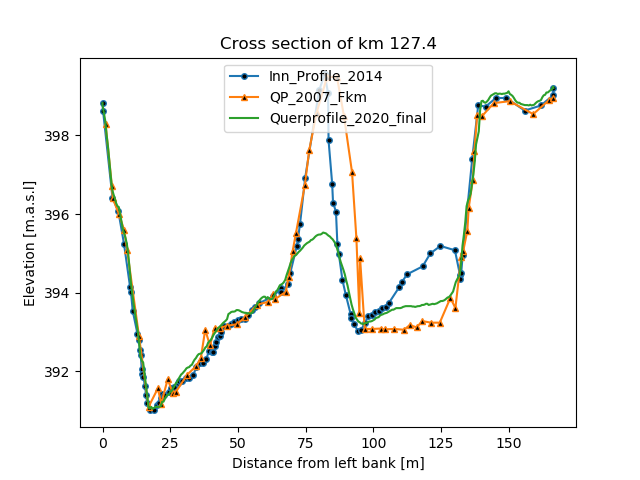 Cross section of km 127.4
Inn_Profile_2014
QP_2007_Fkm
Querprofile_2020_final
398
396
394
392
Elevation [m.a.s.l]
0 25 50 75 100 125 150
Distance from left bank [m]